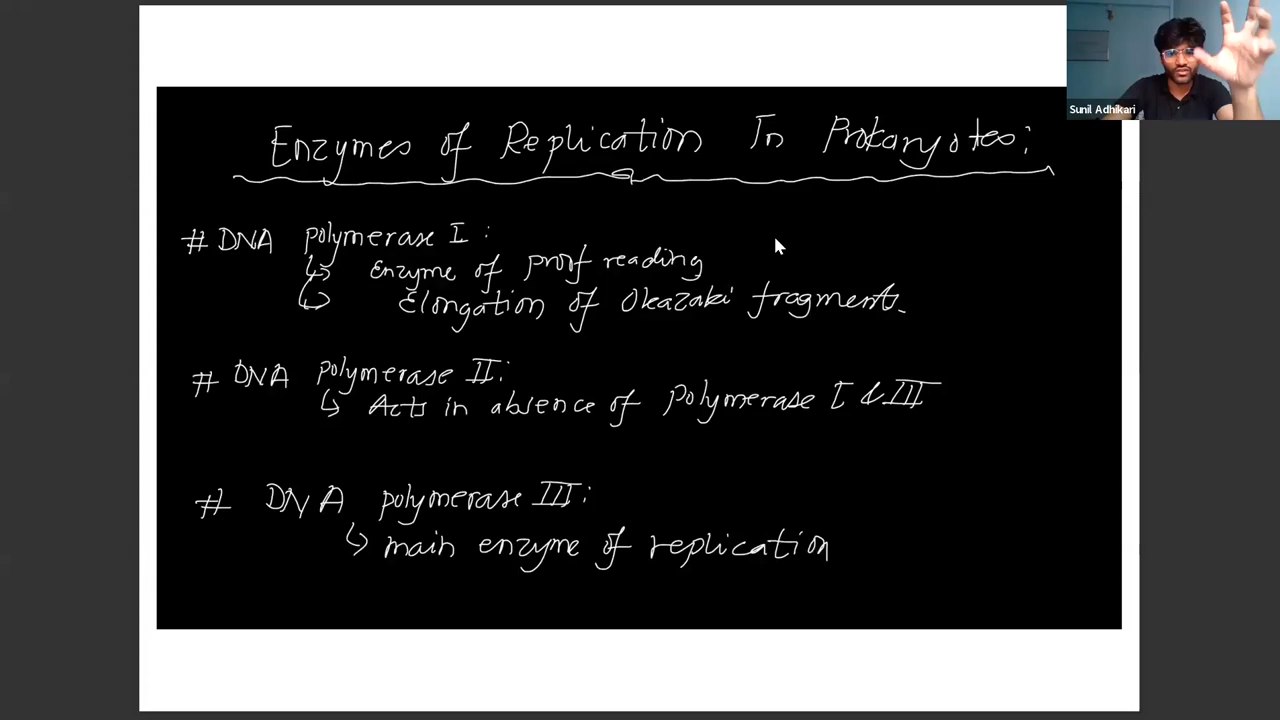 Sunil Adhikari
Enzymes of Replication In Prokaryotes:
# DNA polymerase I:
↳ Enzyme of proof reading
↳ Elongation of Okazaki fragments.
# DNA polymerase II:
↳ Acts in absence of polymerase I & III
# DNA polymerase III:
↳ main enzyme of replication